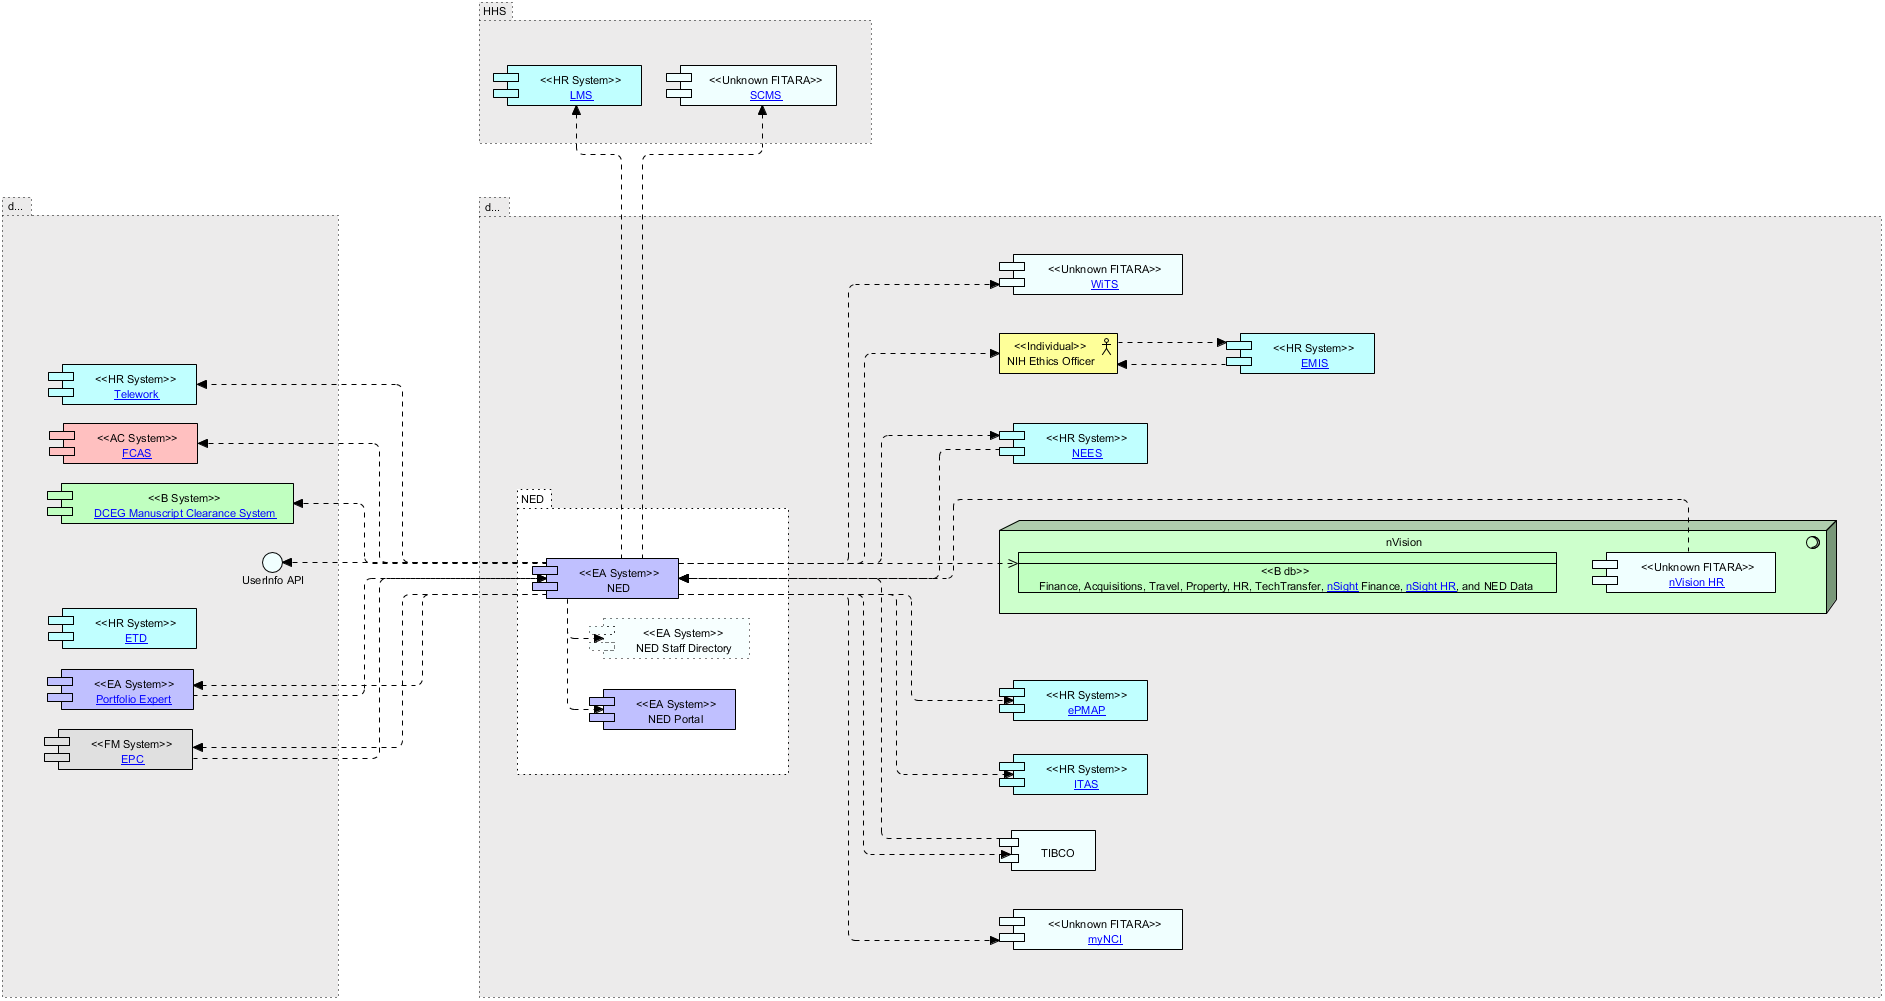 HHS
<<HR System>>
LMS
<<Unknown FITARA>>
SCMS
d...
<<HR System>>
Telework
<<AC System>>
FCAS
<<B System>>
DCEG Manuscript Clearance System
UserInfo API
<<HR System>>
ETD
<<EA System>>
Portfolio Expert
<<FM System>>
EPC
d...
NED
<<EA System>>
NED
<<EA System>>
NED Staff Directory
<<EA System>>
NED Portal
<<Unknown FITARA>>
WiTS
<<Individual>>
NIH Ethics Officer
<<HR System>>
EMIS
<<HR System>>
NEES
nVision
<<B db>>
Finance, Acquisitions, Travel, Property, HR, TechTransfer, nSight Finance, nSight HR, and NED Data
<<Unknown FITARA>>
nVision HR
<<HR System>>
ePMAP
<<HR System>>
ITAS
TIBCO
<<Unknown FITARA>>
myNCI